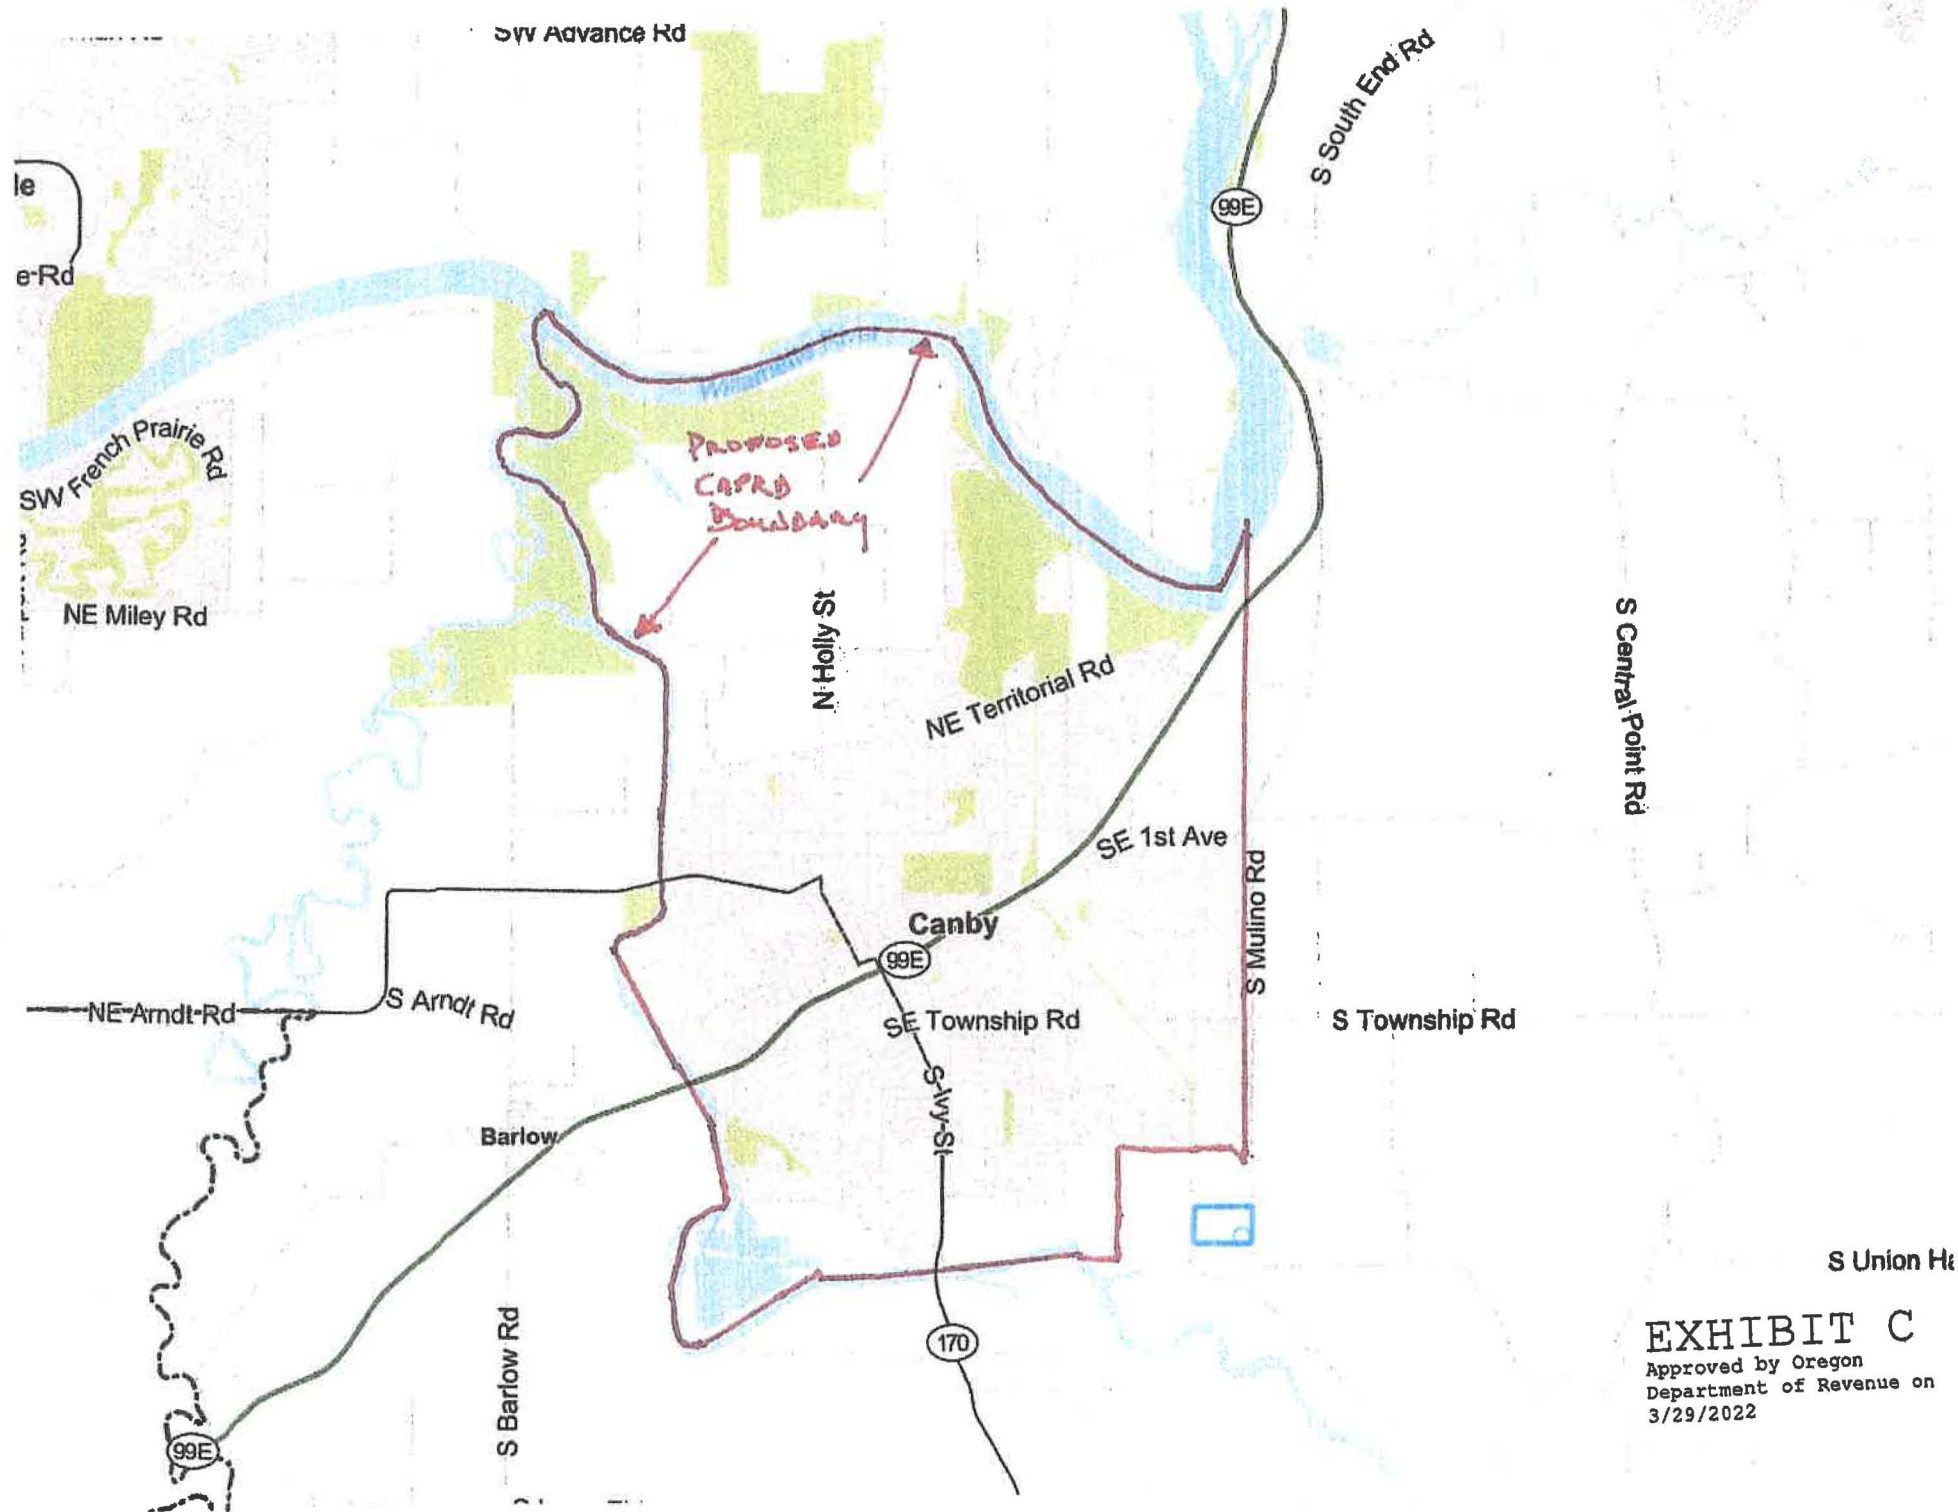 SW Advance Rd
S South End Rd
99E
le
e Rd
SW French Prairie Rd
NE Miley Rd
PROPOSED
CAPRD
BOUNDARY
N Holly St
NE Territorial Rd
S Central Point Rd
SE 1st Ave
S Mulino Rd
Canby
99E
NE Arndt Rd
S Arndt Rd
SE Township Rd
S Township Rd
S Ivy St
Barlow
S Barlow Rd
170
99E
S Union Ha
EXHIBIT C
Approved by Oregon
Department of Revenue on
3/29/2022